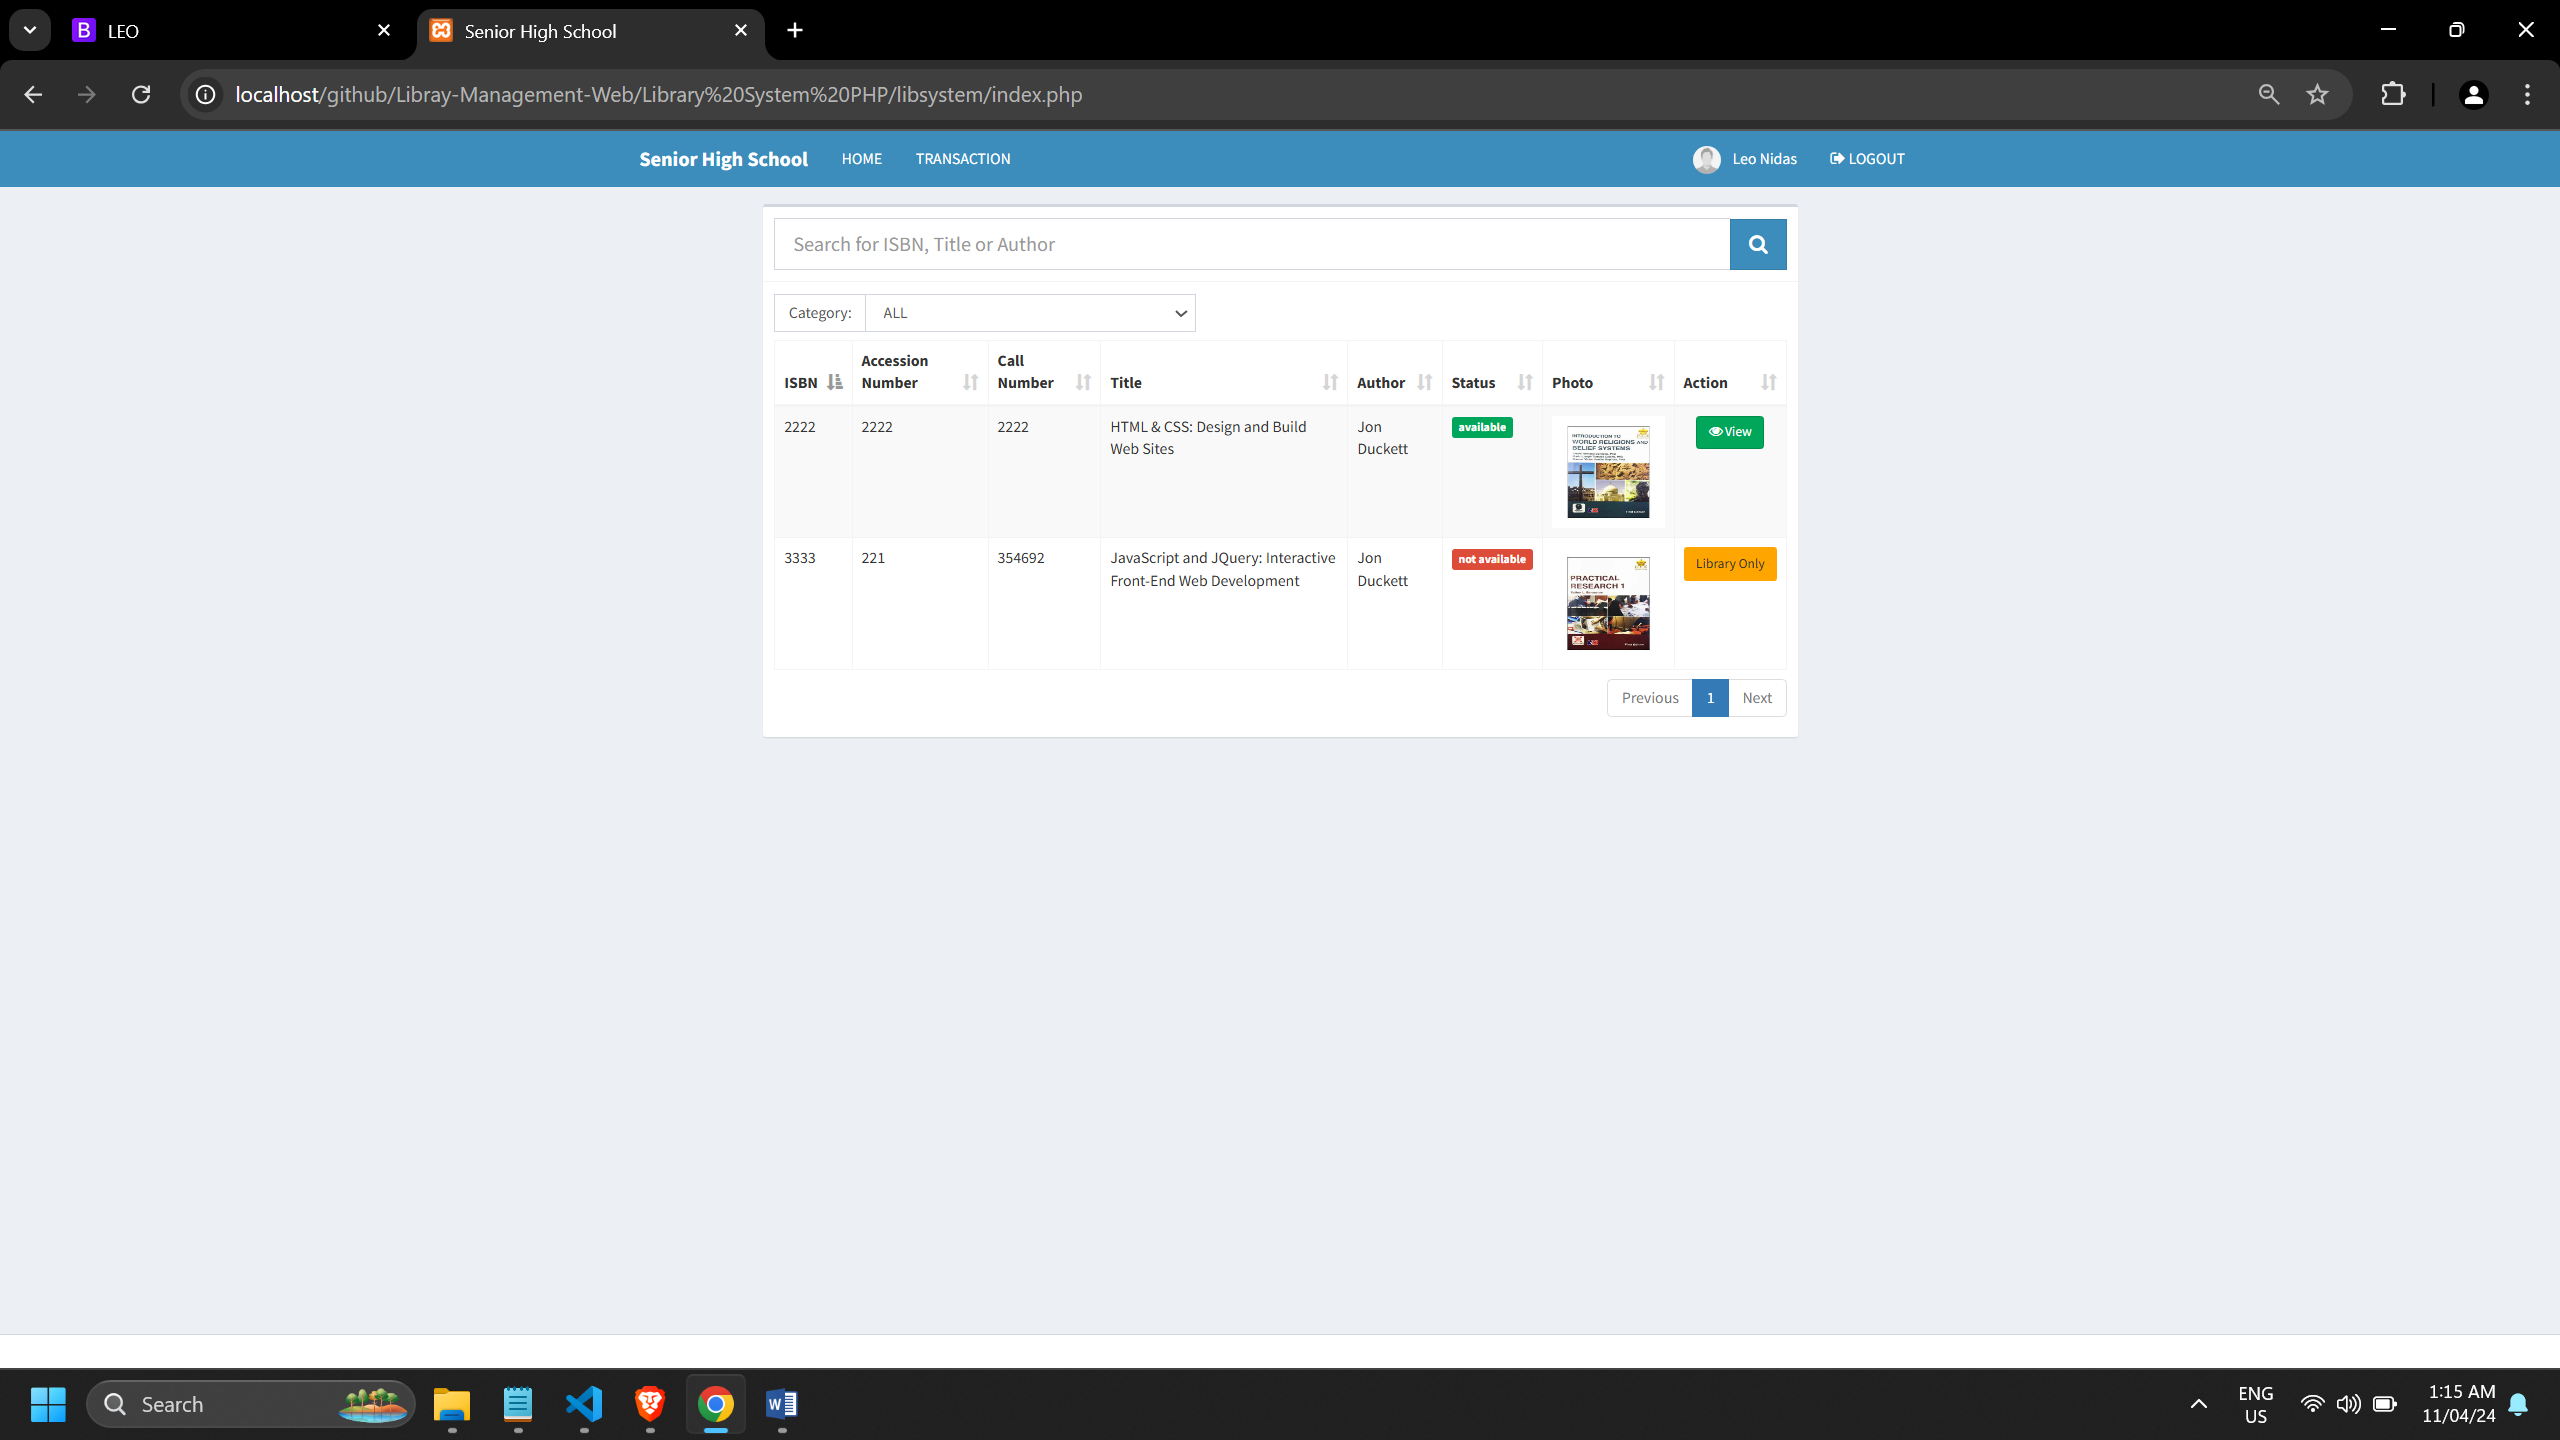 LEO
Senior High School
localhost/github/Libray-Management-Web/Library%20System%20PHP/libsystem/index.php
Senior High School HOME TRANSACTION Leo Nidas LOGOUT
Search for ISBN, Title or Author
Category: ALL
ISBN Accession Number Call Number Title Author Status Photo Action
2222 2222 2222 HTML & CSS: Design and Build Web Sites Jon Duckett available View
INTRODUCTION TO
WORLD RELIGIONS AND
BELIEF SYSTEMS
3333 221 354692 JavaScript and JQuery: Interactive Front-End Web Development Jon Duckett not available Library Only
PRACTICAL
RESEARCH 1
Previous 1 Next
Search
ENG
US
1:15 AM
11/04/24